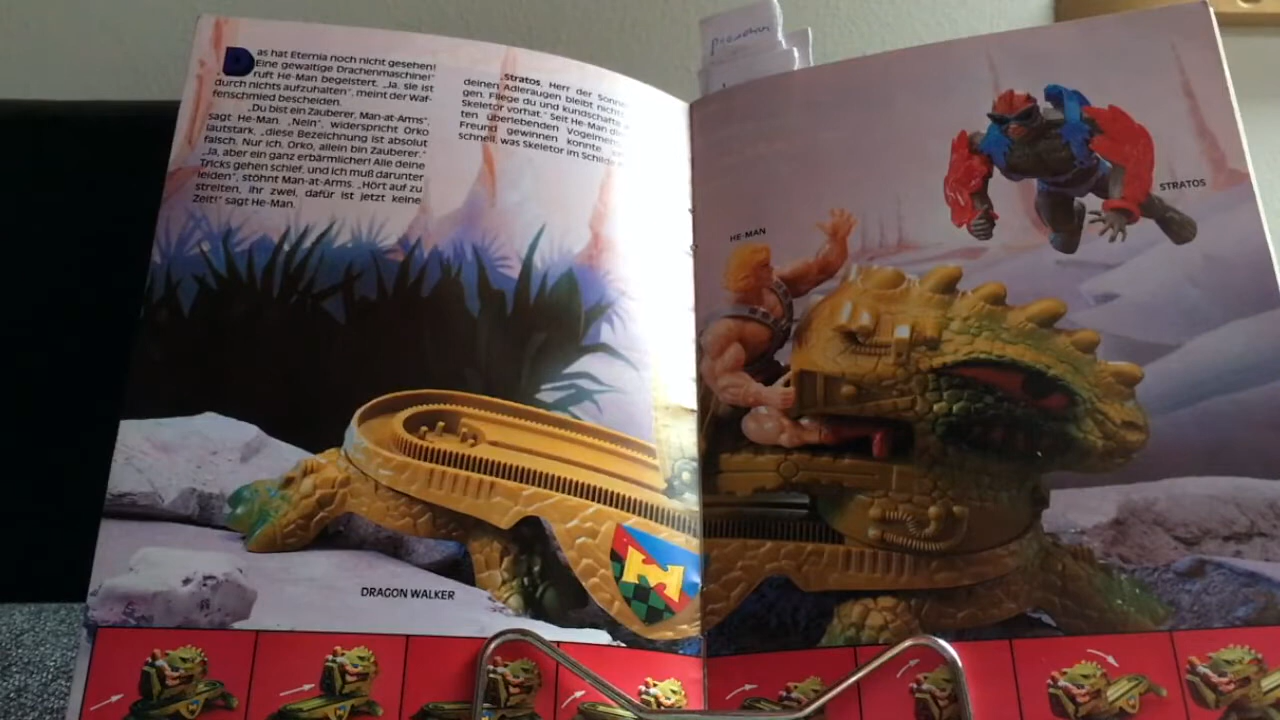 Das hat Eternia noch nicht gesehen!
Eine gewaltige Drachenmaschine!"
ruft He-Man begeistert. „Ja, sie ist
durch nichts aufzuhalten", meint der Waf-
fenschmied bescheiden.
„Du bist ein Zauberer, Man-at-Arms",
sagt He-Man. „Nein", widerspricht Orko
lautstark, „diese Bezeichnung ist absolut
falsch. Nur ich, Orko, allein bin Zauberer."
„Ja, aber ein ganz erbärmlicher! Alle deine
Tricks gehen schief, und ich muß darunter
leiden", stöhnt Man-at-Arms. „Hört auf zu
streiten, ihr zwei, dafür ist jetzt keine
Zeit!" sagt He-Man.
„Stratos, Herr der
deinen Adleraugen bleibt
gen. Fliege du und kundschafte
Skeletor vorhat." Seit He-Man
ten überlebenden Vogelmens
Freund gewinnen konnte,
schnell, was Skeletor im
HE-MAN
STRATOS
DRAGON WALKER
M